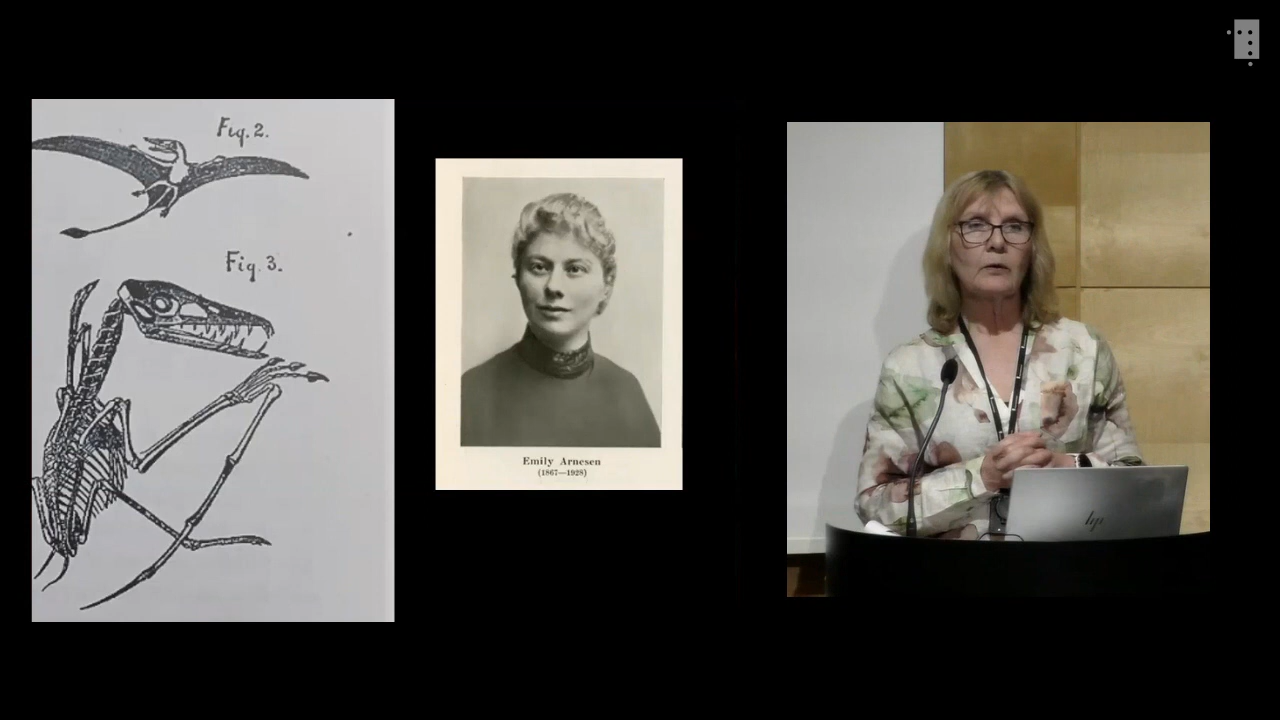 Fig. 2.
Fig. 3.
Emily Arnesen
(1867—1928)
hp